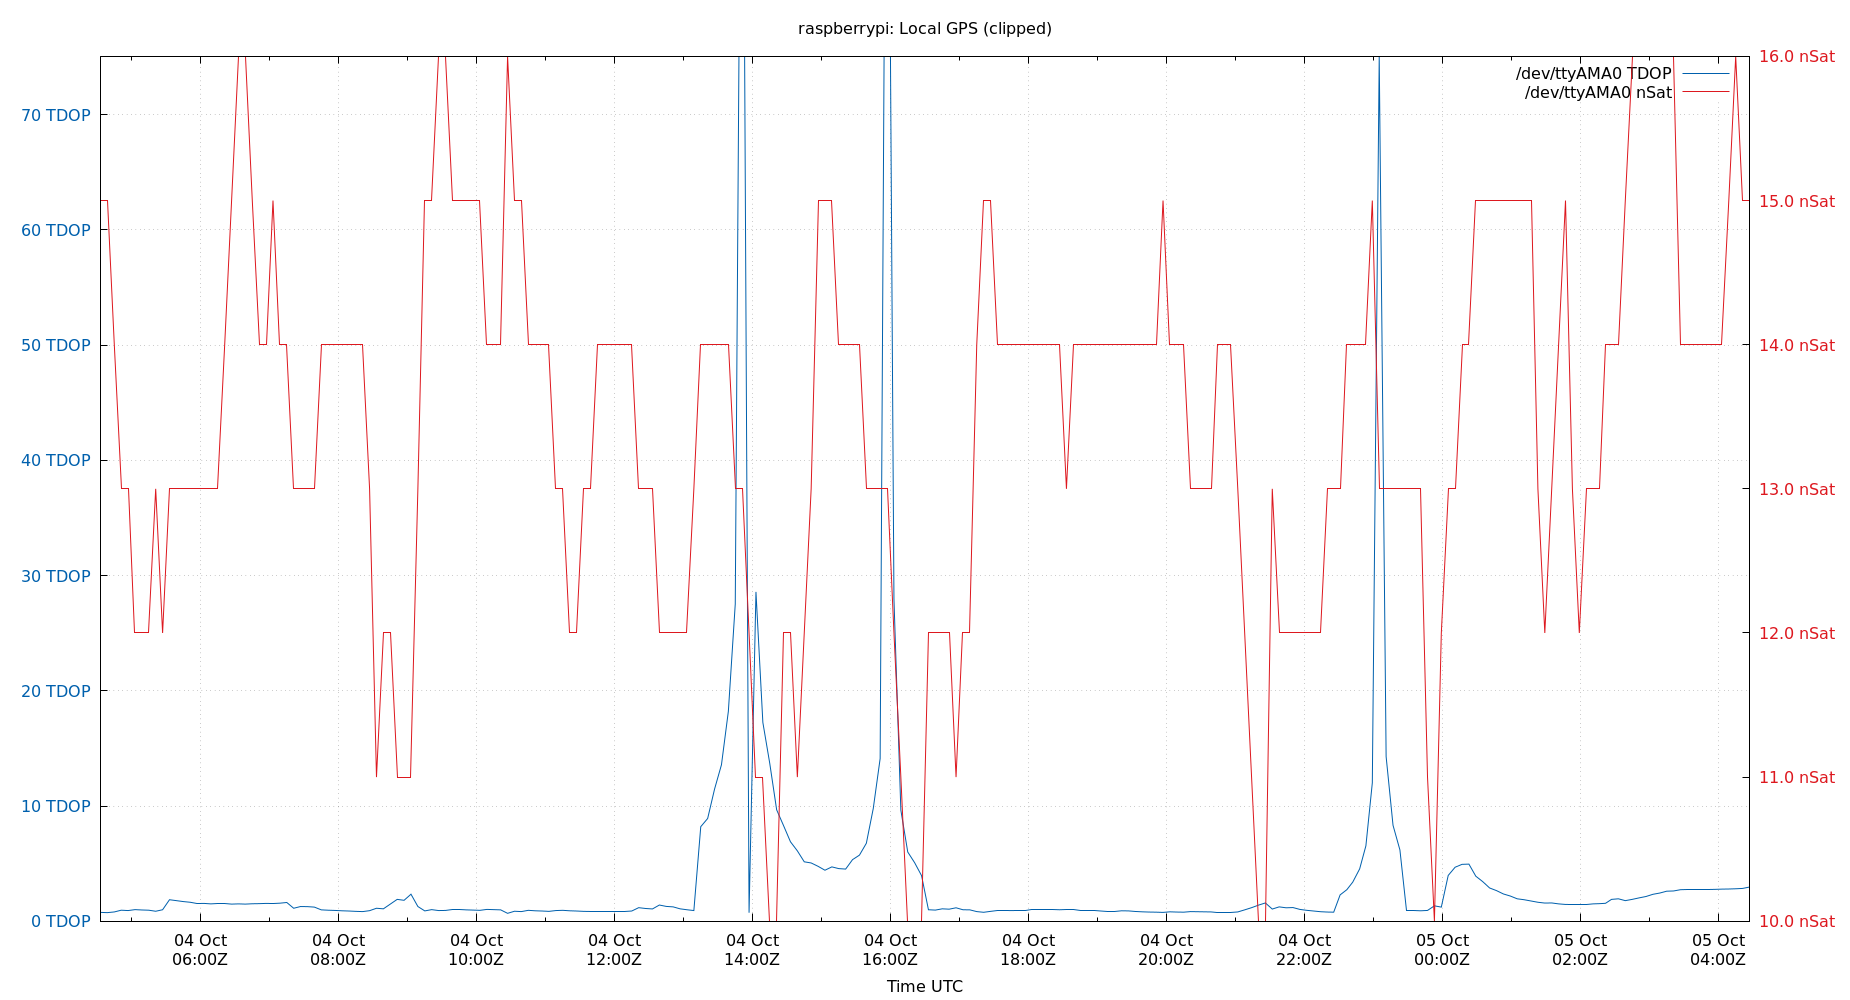 raspberrypi: Local GPS (clipped)
/dev/ttyAMA0 TDOP
/dev/ttyAMA0 nSat
70 TDOP
60 TDOP
50 TDOP
40 TDOP
30 TDOP
20 TDOP
10 TDOP
0 TDOP
16.0 nSat
15.0 nSat
14.0 nSat
13.0 nSat
12.0 nSat
11.0 nSat
10.0 nSat
04 Oct
06:00Z
04 Oct
08:00Z
04 Oct
10:00Z
04 Oct
12:00Z
04 Oct
14:00Z
04 Oct
16:00Z
04 Oct
18:00Z
04 Oct
20:00Z
04 Oct
22:00Z
05 Oct
00:00Z
05 Oct
02:00Z
05 Oct
04:00Z
Time UTC